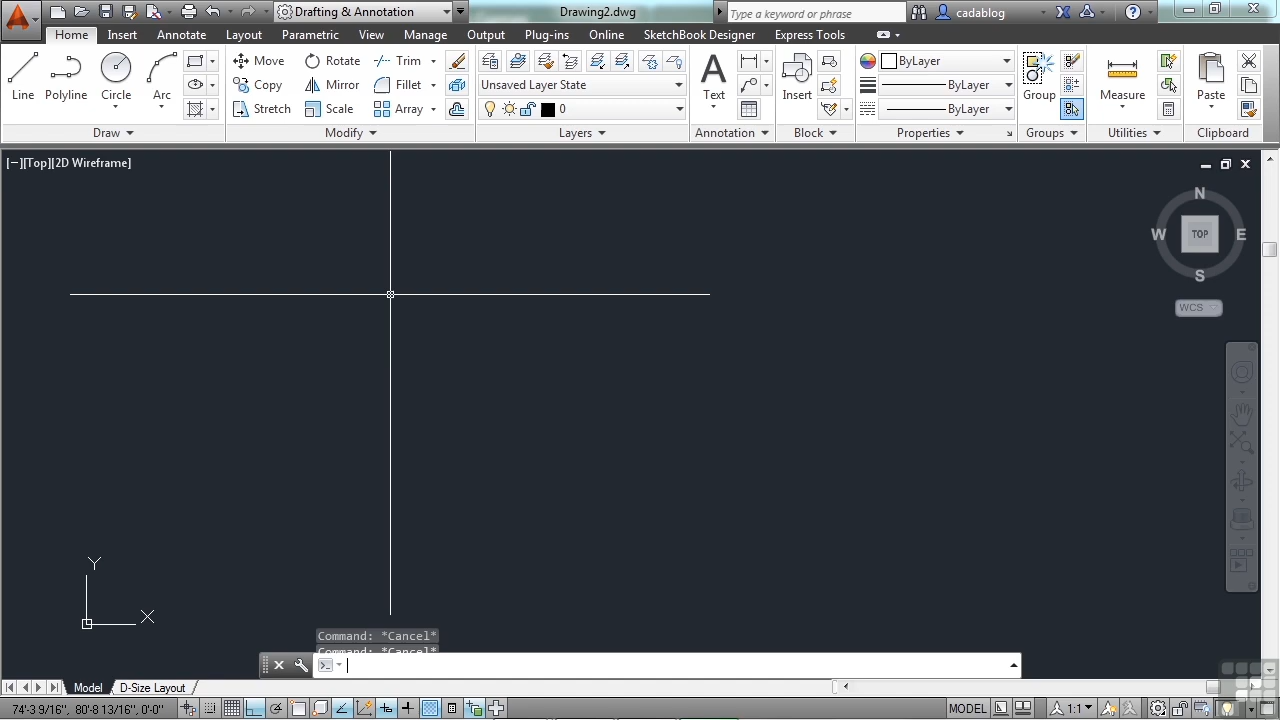 Drafting & Annotation Drawing2.dwg Type a keyword or phrase cadablog
Home Insert Annotate Layout Parametric View Manage Output Plug-ins Online SketchBook Designer Express Tools
Line Polyline Circle Arc
Move Rotate Trim
Copy Mirror Fillet
Stretch Scale Array
Unsaved Layer State
0
Text
Insert
ByLayer
ByLayer
ByLayer
Group
Measure
Paste
Draw Modify Layers Annotation Block Properties Groups Utilities Clipboard
[−][Top][2D Wireframe]
N
W TOP E
S
WCS
Y
X
Command: *Cancel*
Command: *Cancel*
Model D-Size Layout
74'-3 9/16", 80'-8 13/16", 0'-0" MODEL 1:1